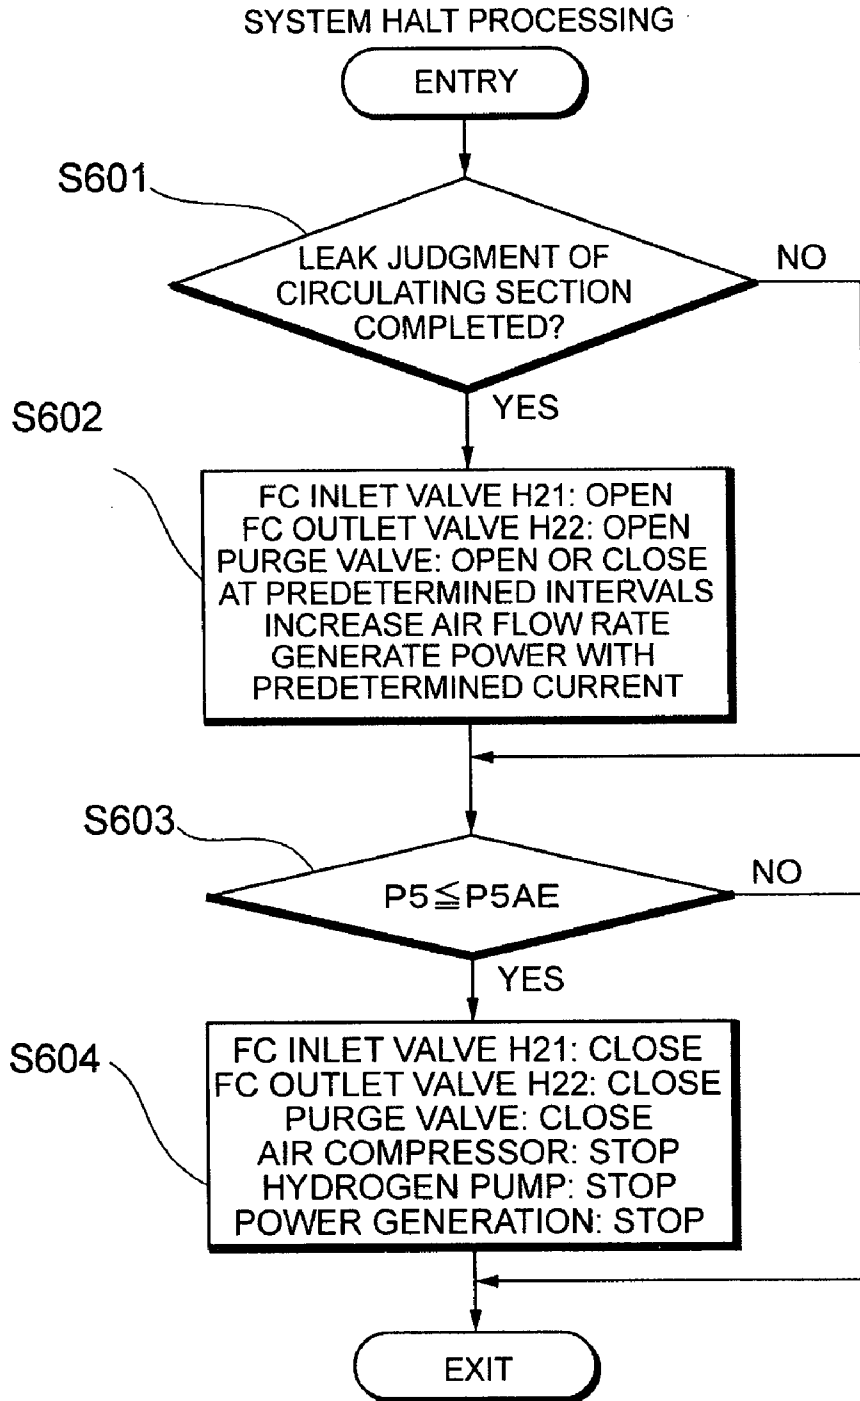 SYSTEM HALT PROCESSING
ENTRY
S601
LEAK JUDGMENT OF
CIRCULATING SECTION
COMPLETED?
NO
YES
S602
FC INLET VALVE H21: OPEN
FC OUTLET VALVE H22: OPEN
PURGE VALVE: OPEN OR CLOSE
AT PREDETERMINED INTERVALS
INCREASE AIR FLOW RATE
GENERATE POWER WITH
PREDETERMINED CURRENT
S603
P5≦P5AE
NO
YES
S604
FC INLET VALVE H21: CLOSE
FC OUTLET VALVE H22: CLOSE
PURGE VALVE: CLOSE
AIR COMPRESSOR: STOP
HYDROGEN PUMP: STOP
POWER GENERATION: STOP
EXIT